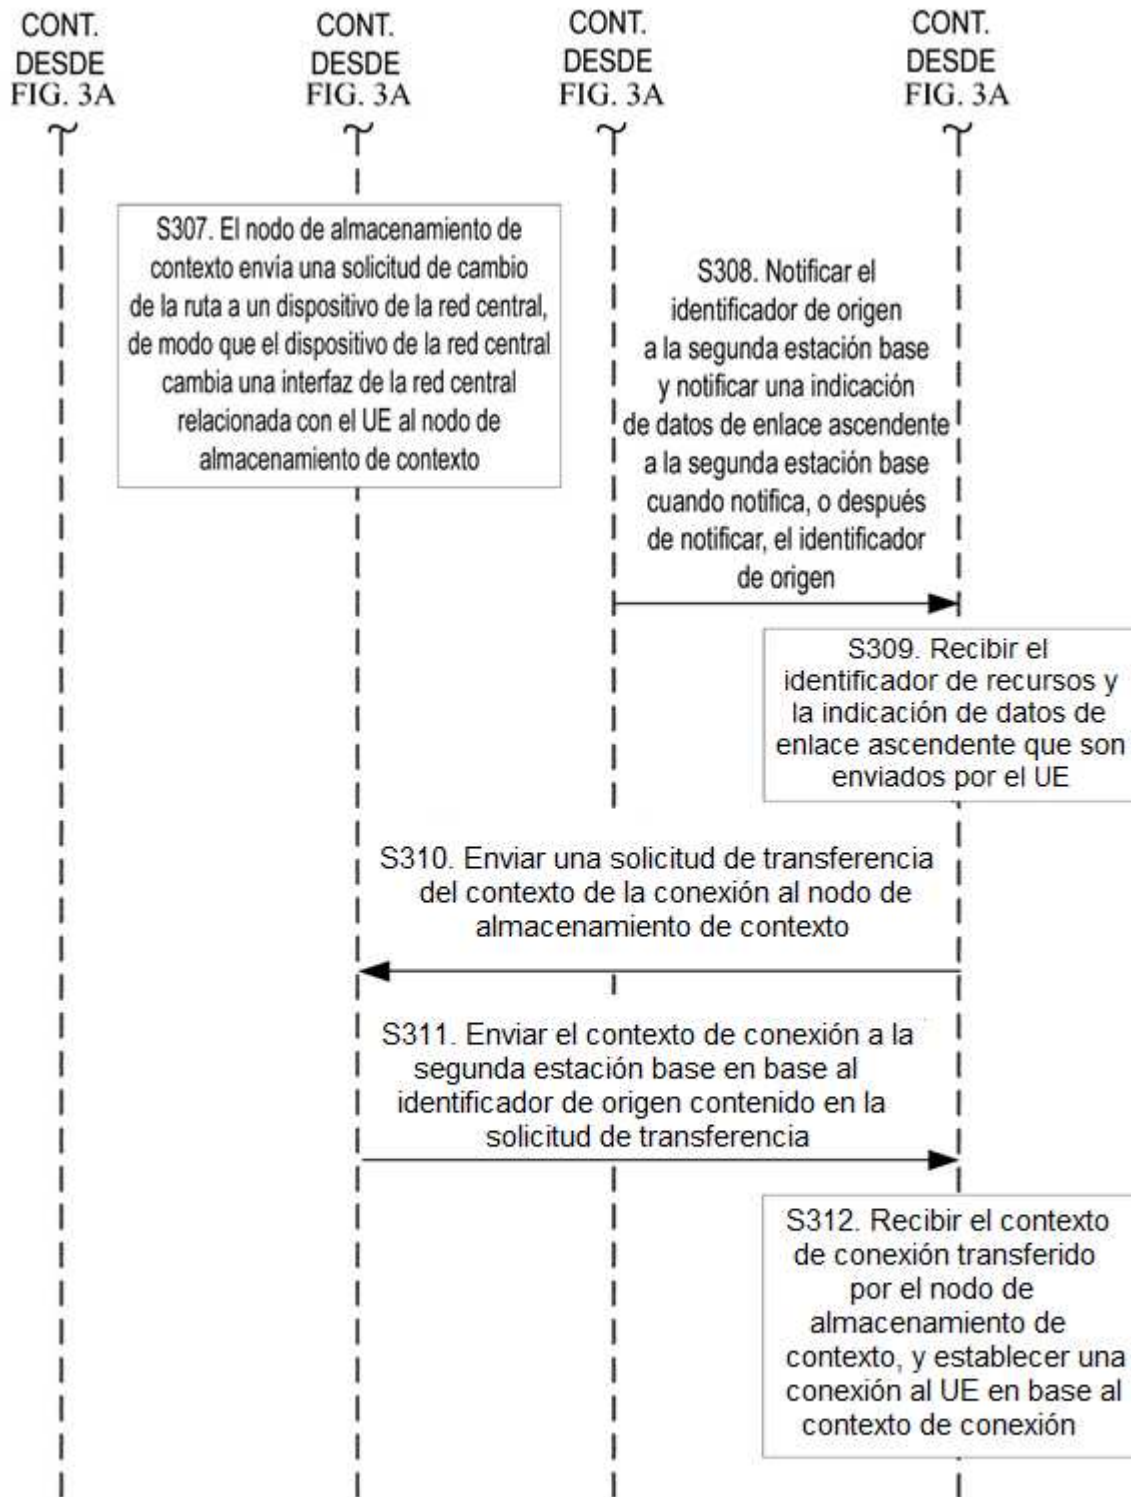 CONT.
DESDE
FIG. 3A
CONT.
DESDE
FIG. 3A
CONT.
DESDE
FIG. 3A
CONT.
DESDE
FIG. 3A
S307. El nodo de almacenamiento de
contexto envía una solicitud de cambio
de la ruta a un dispositivo de la red central,
de modo que el dispositivo de la red central
cambia una interfaz de la red central
relacionada con el UE al nodo de
almacenamiento de contexto
S308. Notificar el
identificador de origen
a la segunda estación base
y notificar una indicación
de datos de enlace ascendente
a la segunda estación base
cuando notifica, o después
de notificar, el identificador
de origen
S309. Recibir el
identificador de recursos y
la indicación de datos de
enlace ascendente que son
enviados por el UE
S310. Enviar una solicitud de transferencia
del contexto de la conexión al nodo de
almacenamiento de contexto
S311. Enviar el contexto de conexión a la
segunda estación base en base al
identificador de origen contenido en la
solicitud de transferencia
S312. Recibir el contexto
de conexión transferido
por el nodo de
almacenamiento de
contexto, y establecer una
conexión al UE en base al
contexto de conexión